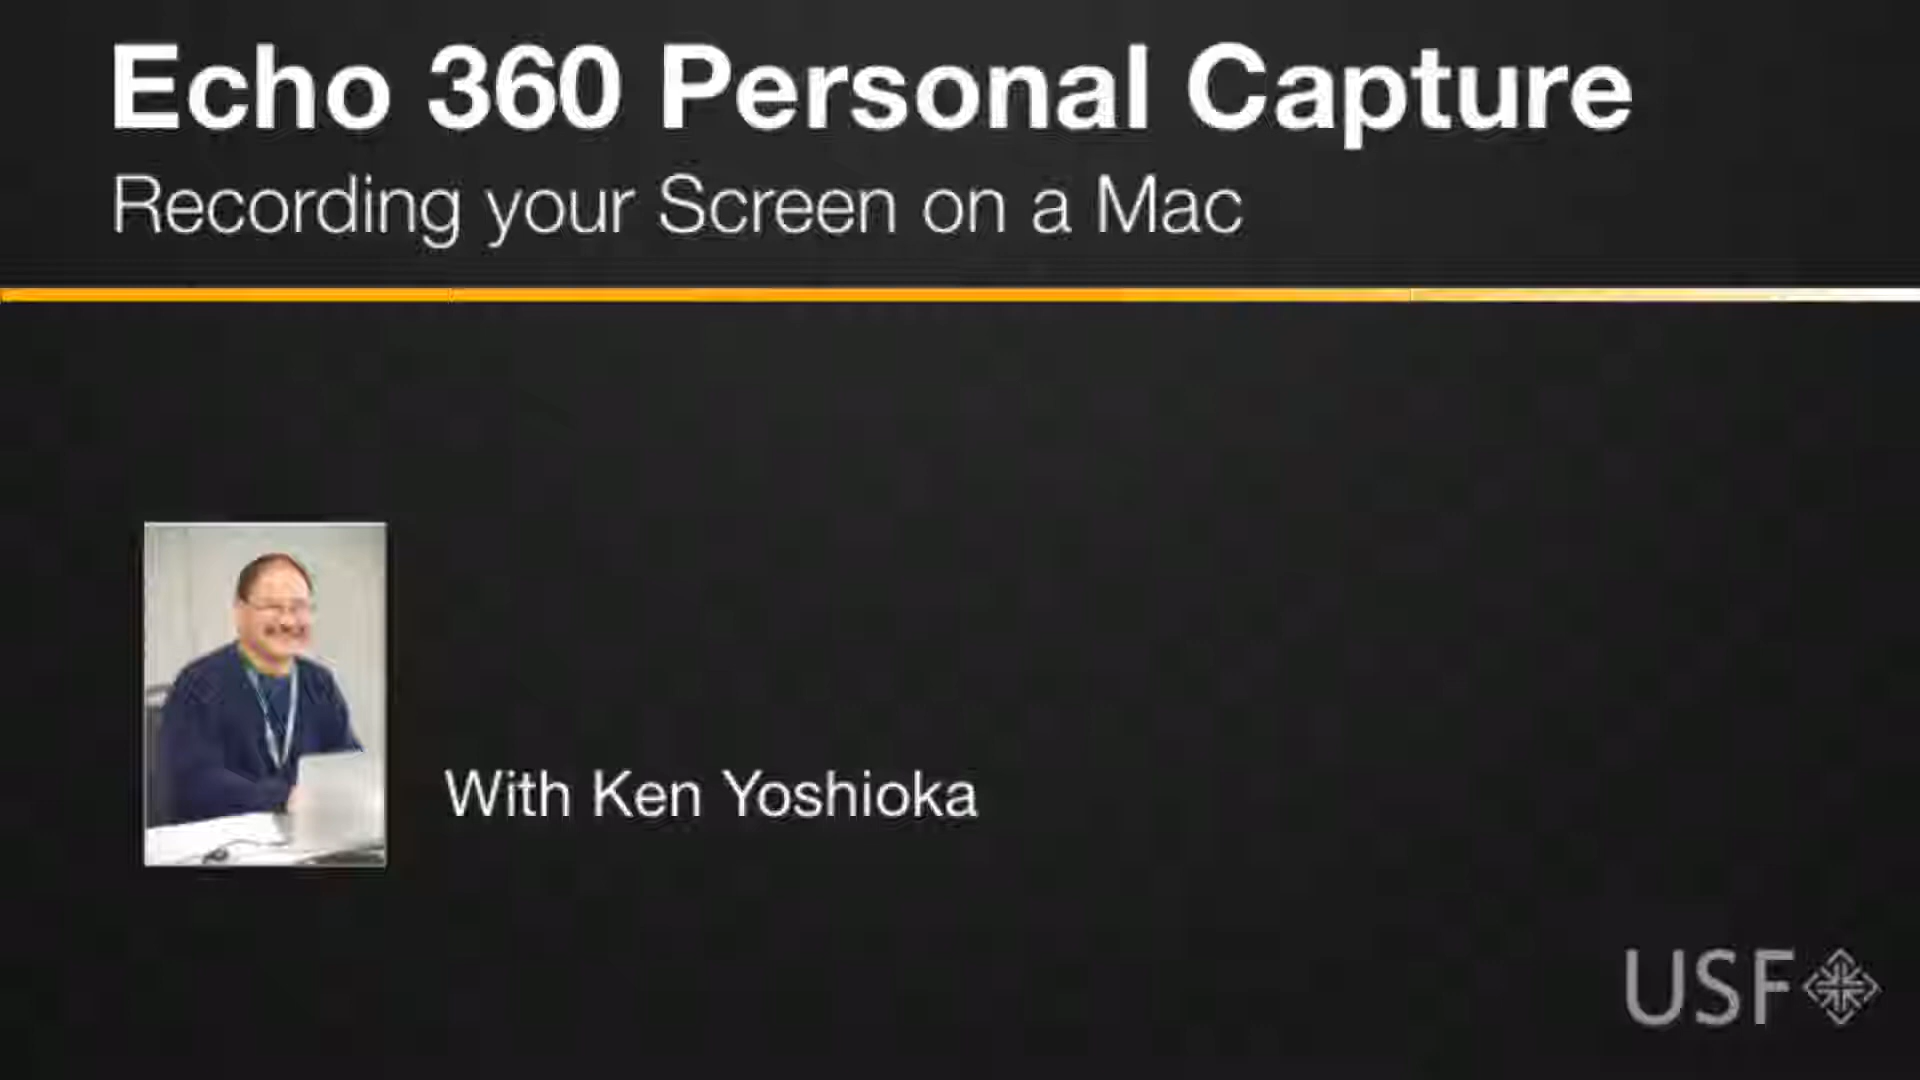 Echo 360 Personal Capture
Recording your Screen on a Mac
With Ken Yoshioka
USF